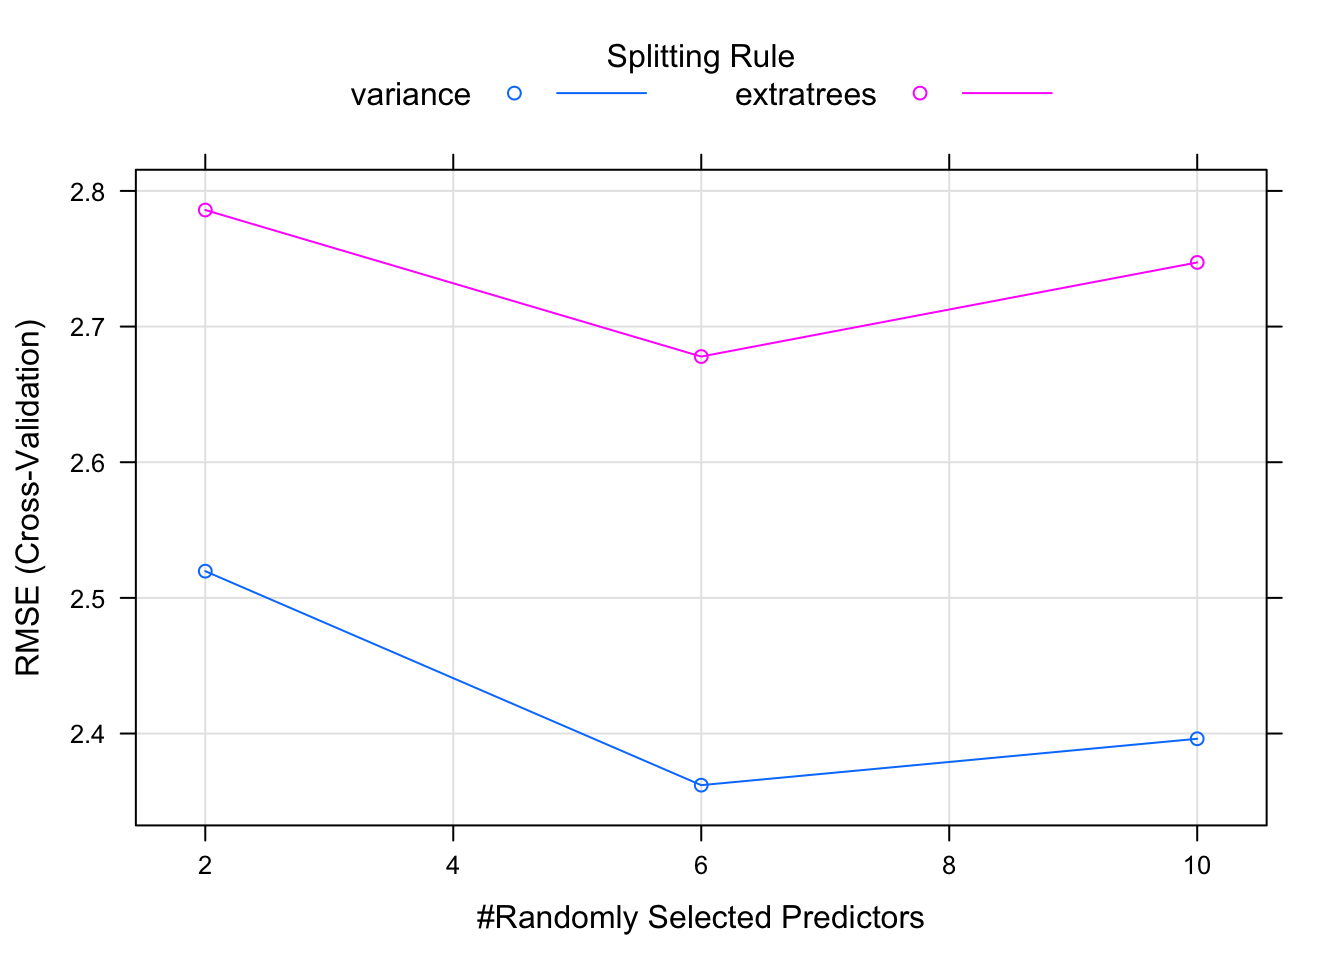 Splitting Rule
variance extratrees
2.8
2.7
2.6
2.5
2.4
RMSE (Cross-Validation)
2 4 6 8 10
#Randomly Selected Predictors